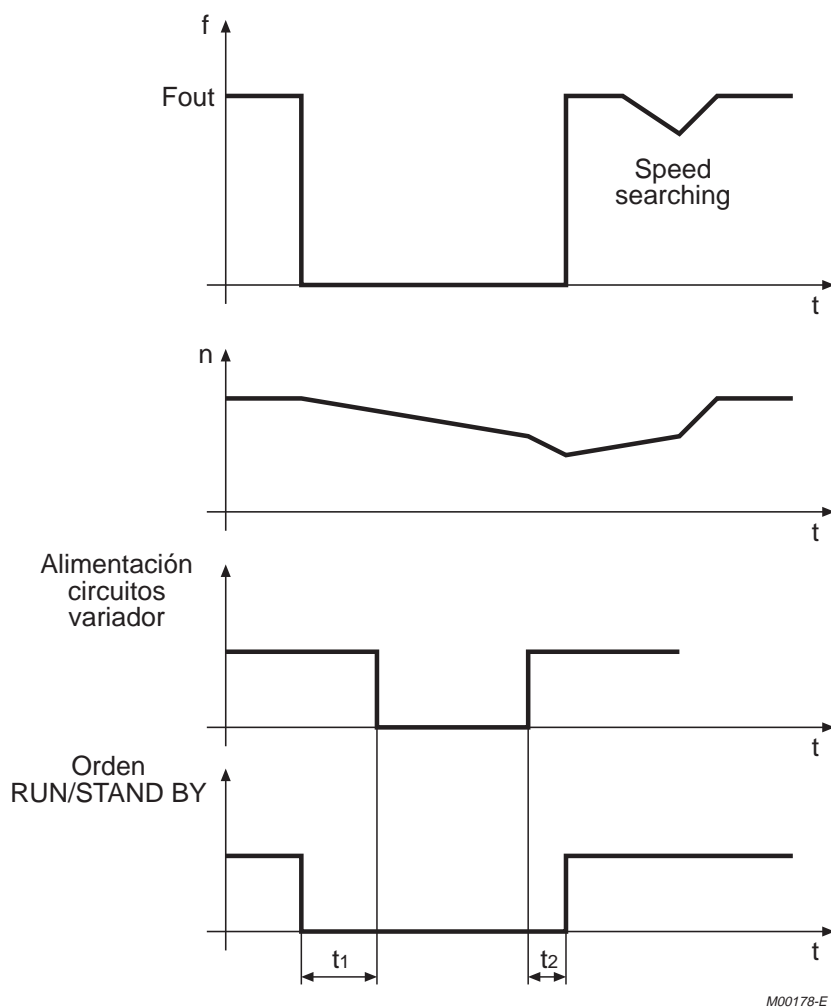 f
Fout
Speed
searching
t
n
t
Alimentación
circuitos
variador
t
Orden
RUN/STAND BY
t
t1
t2
M00178-E